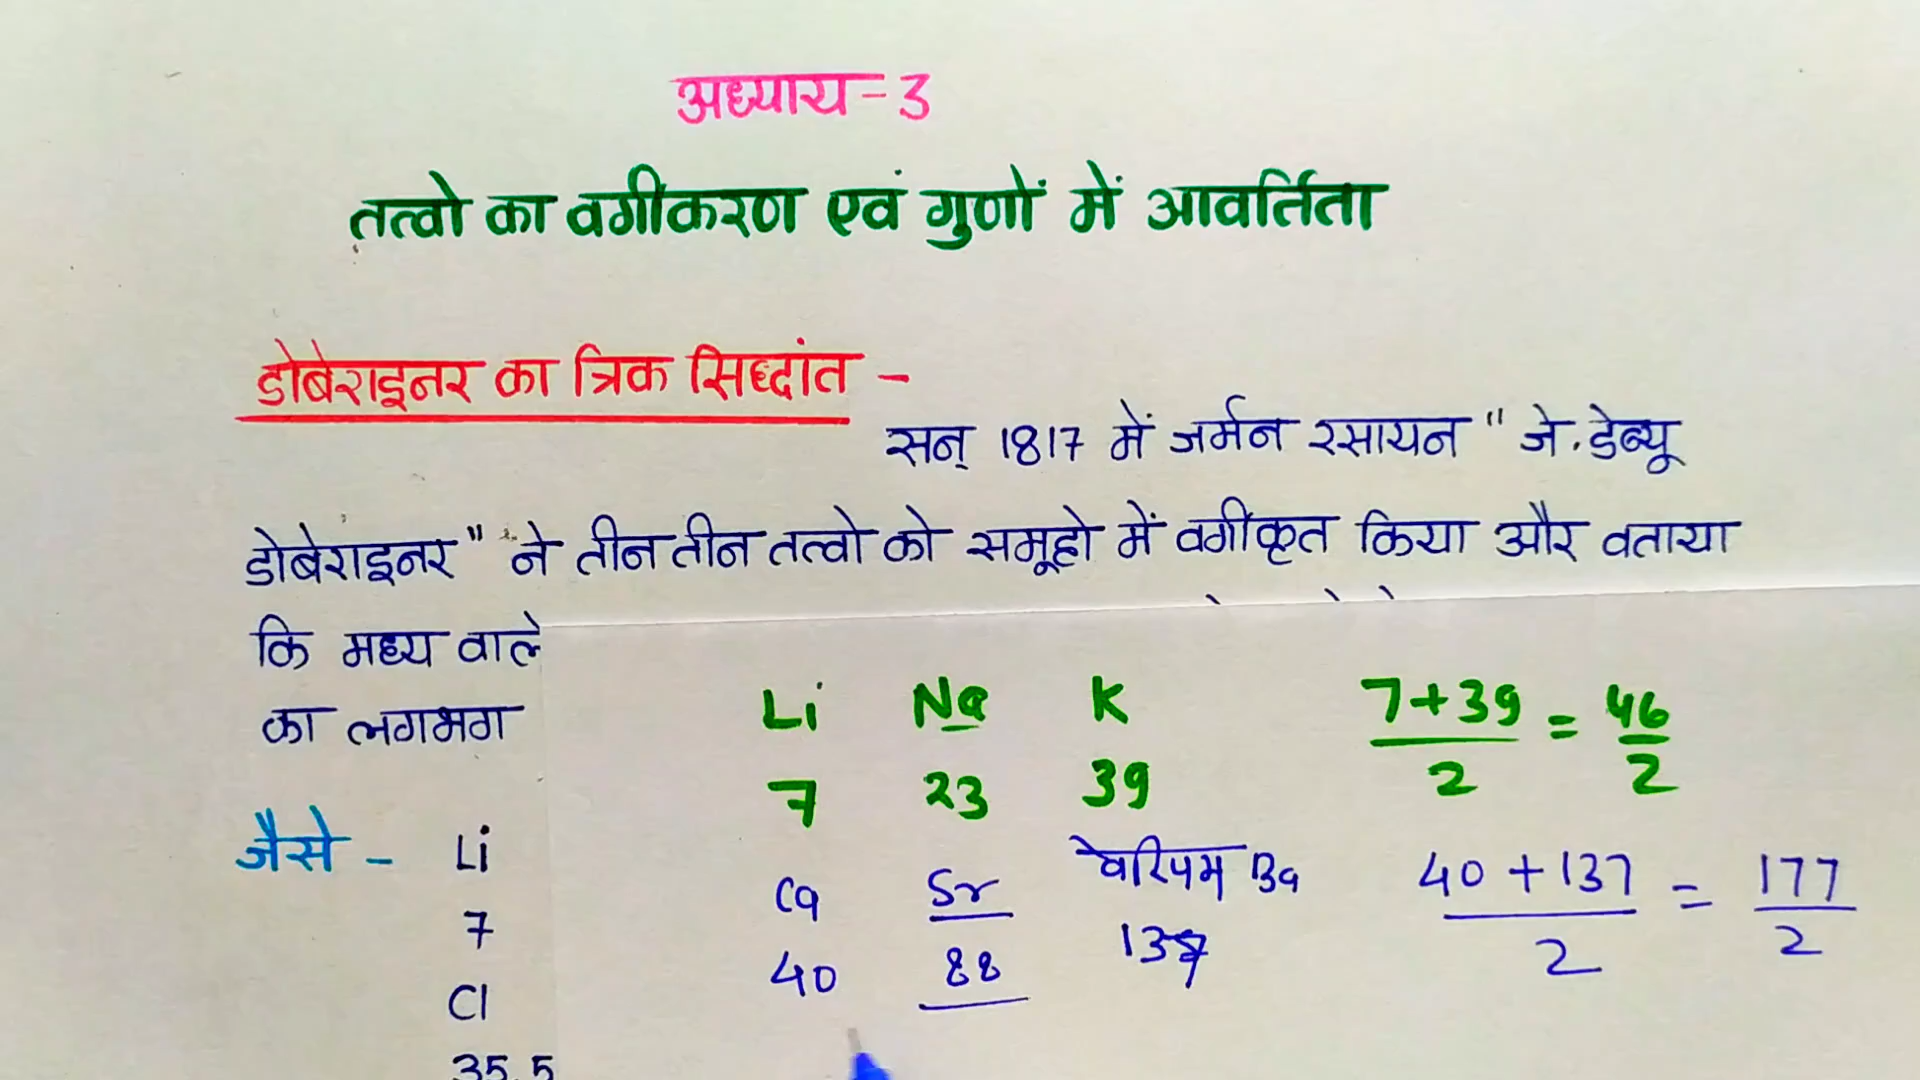 अध्याय-3
तत्वो का वर्गीकरण एवं गुणों में आवर्तिता
डोबेराइनर का त्रिक सिध्दांत -
सन् 1817 में जर्मन रसायन " जे. डेब्यू
डोबेराइनर" ने तीन तीन तत्वो को समूहो में वर्गीकृत किया और वताया
कि मध्य वाले
का लगभग
Li Na K 7+39/2 = 46/2
7 23 39
जैसे - Li
7
Cl
35.5
Ca Sr वेरियम Ba 40+137/2 = 177/2
40 88 137